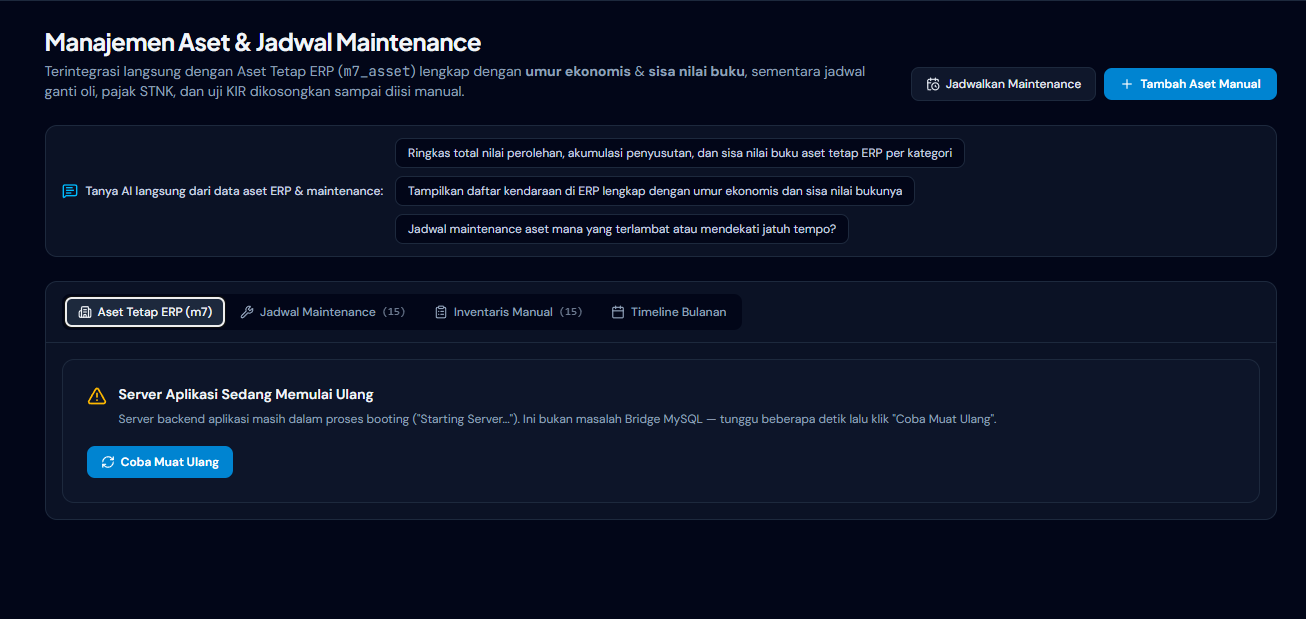 Manajemen Aset & Jadwal Maintenance
Terintegrasi langsung dengan Aset Tetap ERP (m7_asset) lengkap dengan umur ekonomis & sisa nilai buku, sementara jadwal
ganti oli, pajak STNK, dan uji KIR dikosongkan sampai diisi manual.
Jadwalkan Maintenance
Tambah Aset Manual
Tanya AI langsung dari data aset ERP & maintenance:
Ringkas total nilai perolehan, akumulasi penyusutan, dan sisa nilai buku aset tetap ERP per kategori
Tampilkan daftar kendaraan di ERP lengkap dengan umur ekonomis dan sisa nilai bukunya
Jadwal maintenance aset mana yang terlambat atau mendekati jatuh tempo?
Aset Tetap ERP (m7)
Jadwal Maintenance (15)
Inventaris Manual (15)
Timeline Bulanan
Server Aplikasi Sedang Memulai Ulang
Server backend aplikasi masih dalam proses booting ("Starting Server..."). Ini bukan masalah Bridge MySQL — tunggu beberapa detik lalu klik "Coba Muat Ulang".
Coba Muat Ulang